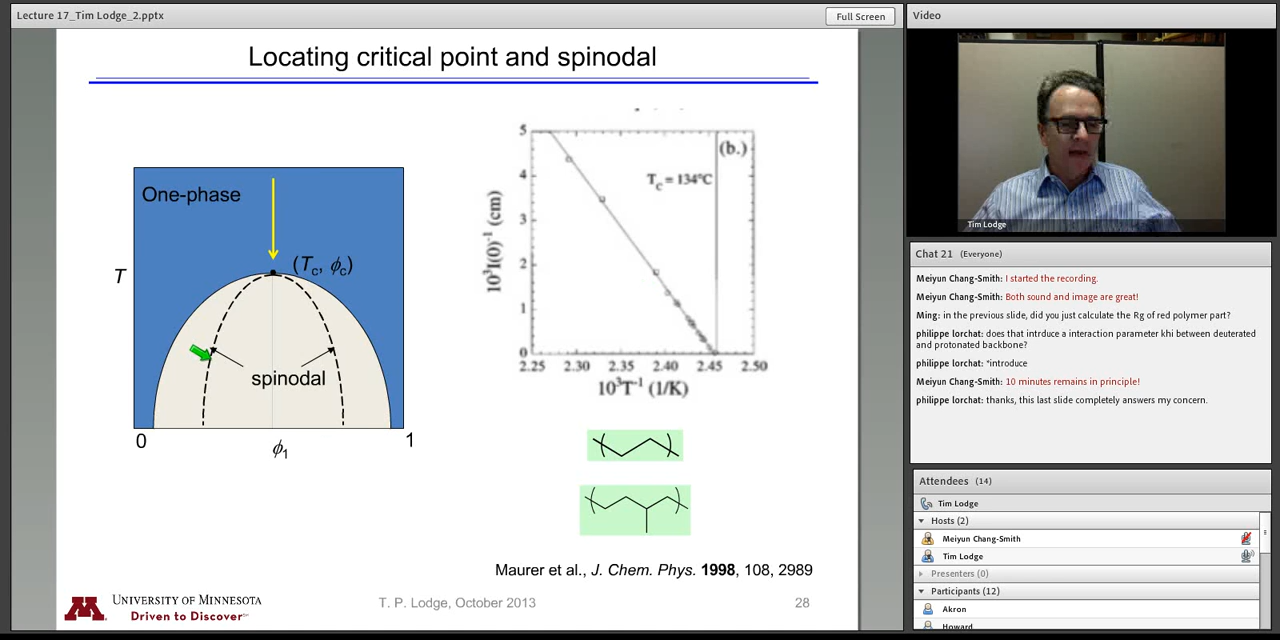 Lecture 17_Tim Lodge_2.pptx
Full Screen
Locating critical point and spinodal
One-phase
(Tc, ϕc)
T
spinodal
0
1
ϕ1
5
4
3
2
1
0
10³I(0)⁻¹ (cm)
(b.)
Tc = 134°C
2.25 2.30 2.35 2.40 2.45 2.50
10³T⁻¹ (1/K)
Maurer et al., J. Chem. Phys. 1998, 108, 2989
M
UNIVERSITY OF MINNESOTA
Driven to Discover℠
T. P. Lodge, October 2013
28
Video
Tim Lodge
Chat 21 (Everyone)
Meiyun Chang-Smith: I started the recording.
Meiyun Chang-Smith: Both sound and image are great!
Ming: in the previous slide, did you just calculate the Rg of red polymer part?
philippe lorchat: does that intrduce a interaction parameter khi between deuterated
and protonated backbone?
philippe lorchat: *introduce
Meiyun Chang-Smith: 10 minutes remains in principle!
philippe lorchat: thanks, this last slide completely answers my concern.
Attendees (14)
Tim Lodge
Hosts (2)
Meiyun Chang-Smith
Tim Lodge
Presenters (0)
Participants (12)
Akron
Howard